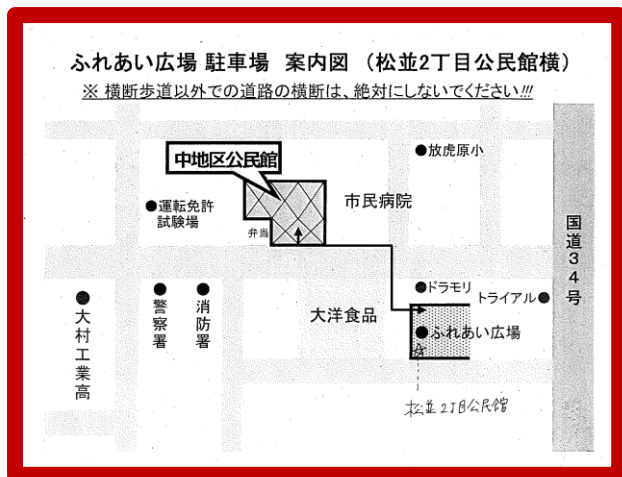 ふれあい広場 駐車場 案内図 （松並2丁目公民館横）
※ 横断歩道以外での道路の横断は、絶対にしないでください!!!
●放虎原小
中地区公民館
市民病院
●運転免許
試験場
弁当
国道34号
●ドラモリ
トライアル●
●大村工業高
●警察署
●消防署
大洋食品
●ふれあい広場
☆
松並2丁目公民館